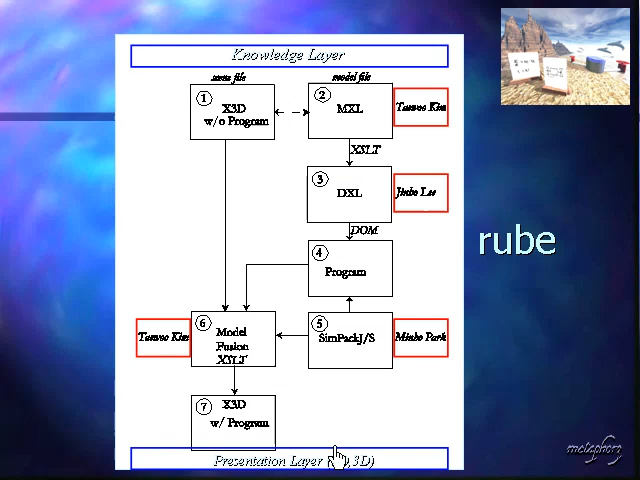 Knowledge Layer
scene file
model file
1
X3D
w/o Program
2
MXL
Taewoo Kim
XSLT
3
DXL
Jinho Lee
DOM
4
Program
rube
Taewoo Kim
6
Model
Fusion
XSLT
5
SimPackJ/S
Minho Park
7
X3D
w/ Program
Presentation Layer
3D)
metaphors